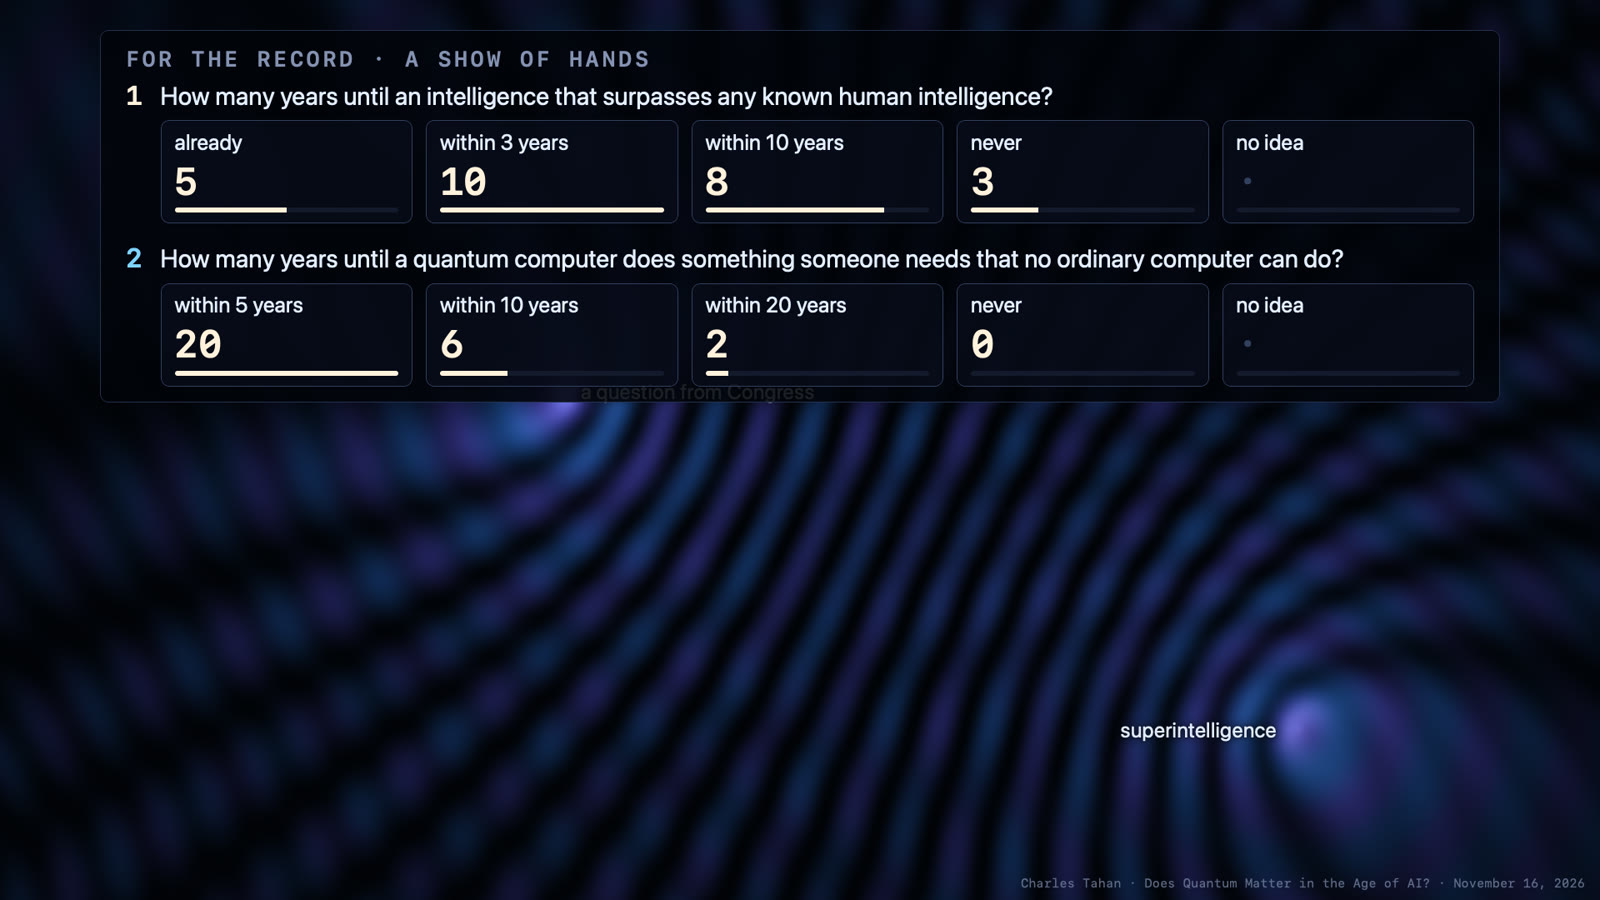 FOR THE RECORD · A SHOW OF HANDS
1 How many years until an intelligence that surpasses any known human intelligence?
already
within 3 years
within 10 years
never
no idea
5
10
8
3
·
2 How many years until a quantum computer does something someone needs that no ordinary computer can do?
within 5 years
within 10 years
within 20 years
never
no idea
20
6
2
0
·
a question from Congress
superintelligence
Charles Tahan · Does Quantum Matter in the Age of AI? · November 16, 2026